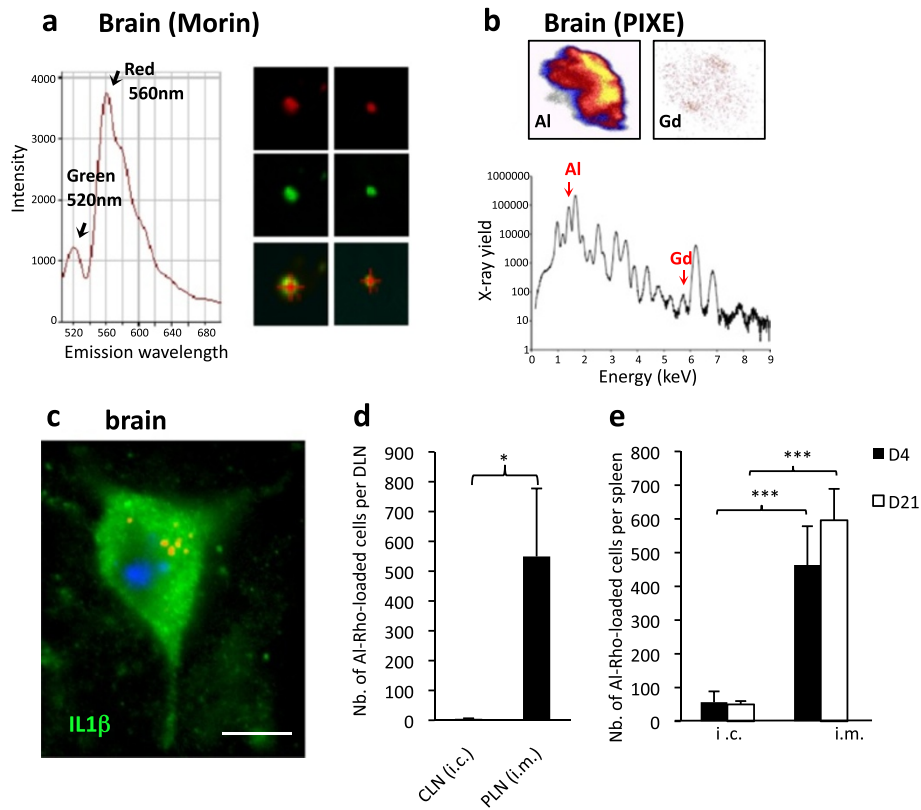 a Brain (Morin)
Red
560nm
Green
520nm
Intensity
4000
3000
2000
1000
0
520 560 600 640 680
Emission wavelength
b Brain (PIXE)
Al
Gd
Al
Gd
X-ray yield
1000000
100000
10000
1000
100
10
1
0 1 2 3 4 5 6 7 8 9
Energy (keV)
c brain
IL1β
d
Nb. of Al-Rho-loaded cells per DLN
900
800
700
600
500
400
300
200
100
0
*
CLN (i.c.)
PLN (i.m.)
e
Nb. of Al-Rho-loaded cells per spleen
800
700
600
500
400
300
200
100
0
***
***
i .c.
i.m.
D4
D21